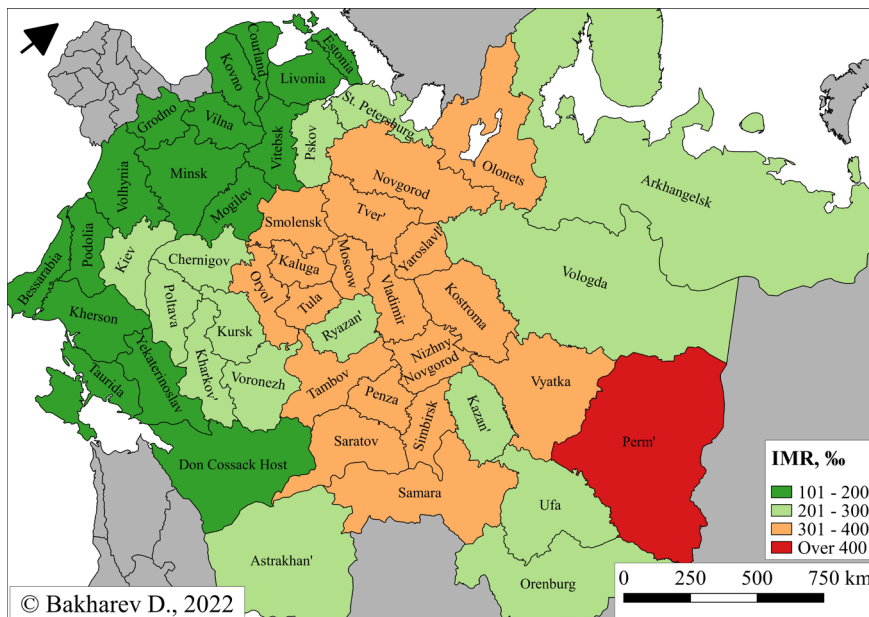 Courland
Kovno
Estonia
Livonia
St. Petersburg
Grodno
Vilna
Vitebsk
Pskov
Olonets
Volhynia
Minsk
Novgorod
Arkhangelsk
Mogilev
Tver'
Smolensk
Podolia
Kiev
Chernigov
Kaluga
Moscow
Yaroslavl'
Vologda
Bessarabia
Oryol
Tula
Vladimir
Kostroma
Kherson
Poltava
Kursk
Ryazan'
Yekaterinoslav
Kharkov'
Voronezh
Nizhny
Novgorod
Taurida
Tambov
Penza
Vyatka
Simbirsk
Kazan'
Saratov
Perm'
Don Cossack Host
Samara
Ufa
Astrakhan'
Orenburg
IMR, ‰
101 - 200
201 - 300
301 - 400
Over 400
0 250 500 750 km
© Bakharev D., 2022